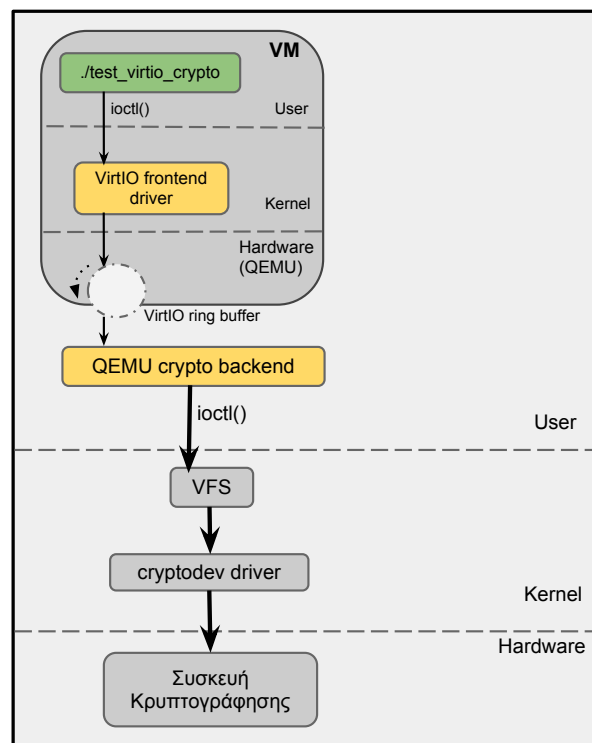 VM
./test_virtio_crypto
ioctl()
User
VirtIO frontend
driver
Kernel
Hardware
(QEMU)
VirtIO ring buffer
QEMU crypto backend
ioctl()
User
VFS
cryptodev driver
Kernel
Hardware
Συσκευή
Κρυπτογράφησης